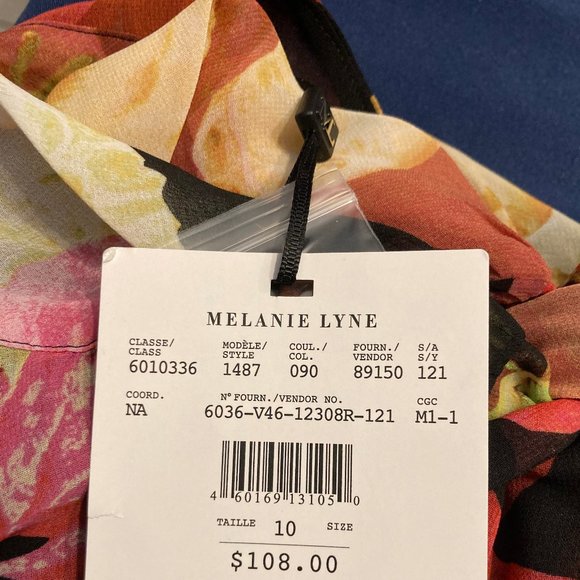 MELANIE LYNE
CLASSE/ MODÈLE/ COUL./ FOURN./ S/A
CLASS STYLE COL. VENDOR S/Y
6010336 1487 090 89150 121
COORD. Nº FOURN./VENDOR NO. CGC
NA 6036-V46-12308R-121 M1-1
4 60169 13105 0
TAILLE 10 SIZE
$108.00